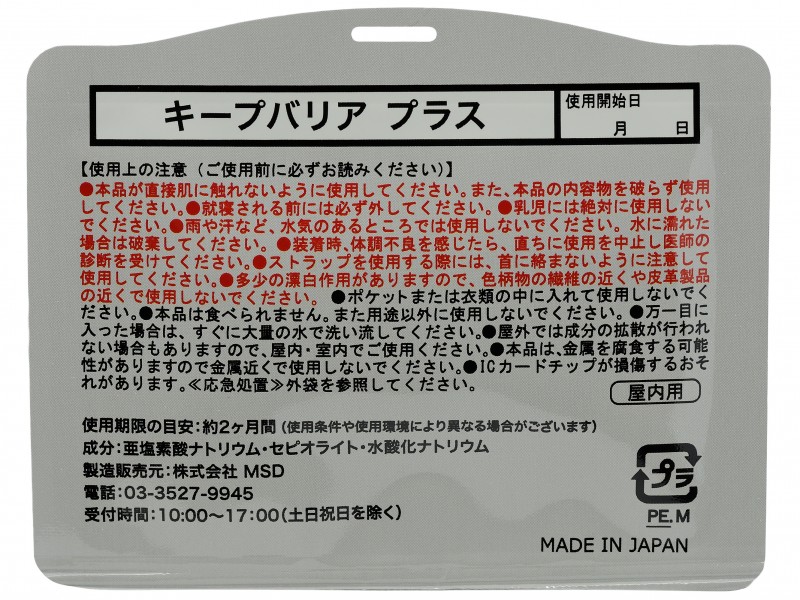 キープバリア プラス
使用開始日
月 日
【使用上の注意（ご使用前に必ずお読みください）】
●本品が直接肌に触れないように使用してください。また、本品の内容物を破らず使用
してください。●就寝される前には必ず外してください。●乳児には絶対に使用しない
でください。●雨や汗など、水気のあるところでは使用しないでください。水に濡れた
場合は破棄してください。●装着時、体調不良を感じたら、直ちに使用を中止し医師の
診断を受けてください。●ストラップを使用する際には、首に絡まないように注意して
使用してください。●多少の漂白作用がありますので、色柄物の繊維の近くや皮革製品
の近くで使用しないでください。●ポケットまたは衣類の中に入れて使用しないでくだ
さい。●本品は食べられません。また用途以外に使用しないでください。●万一目に
入った場合は、すぐに大量の水で洗い流してください。●屋外では成分の拡散が行われ
ない場合もありますので、屋内・室内でご使用ください。●本品は、金属を腐食する可能
性がありますので金属近くで使用しないでください。●ICカードチップが損傷するおそ
れがあります。≪応急処置≫外袋を参照してください。
屋内用
使用期限の目安：約2ヶ月間（使用条件や使用環境により異なる場合がございます）
成分：亜塩素酸ナトリウム・セピオライト・水酸化ナトリウム
製造販売元：株式会社 MSD
電話：03-3527-9945
受付時間：10:00～17:00（土日祝日を除く）
プラ
PE.M
MADE IN JAPAN